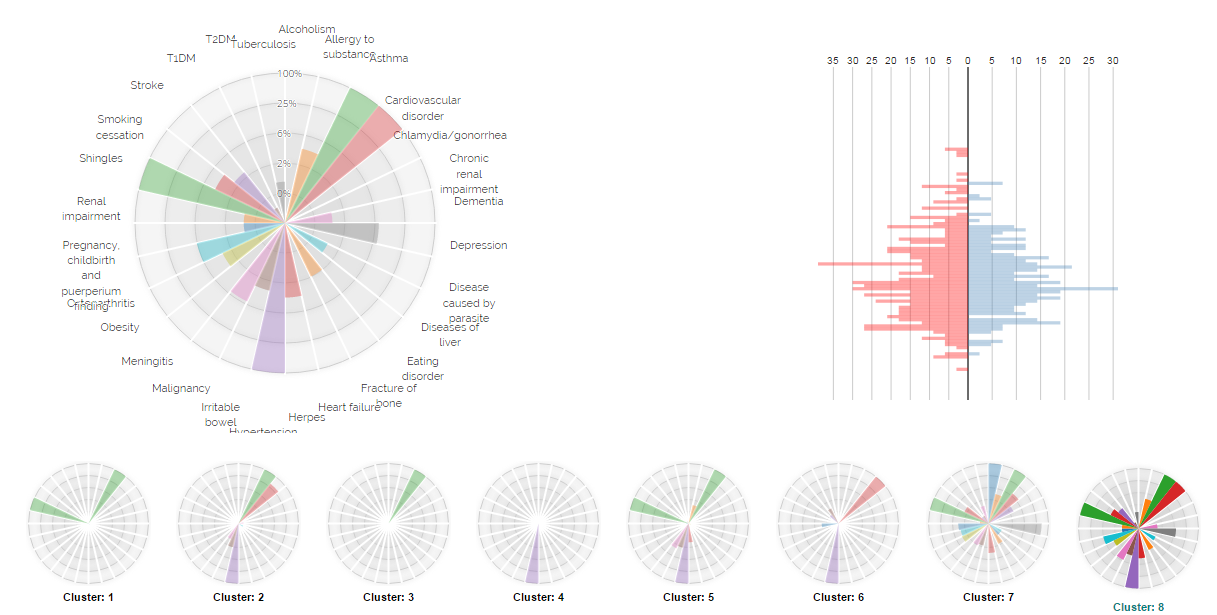 Alcoholism
Allergy to
substance
Asthma
Cardiovascular
disorder
Chlamydia/gonorrhea
Chronic
renal
impairment
Dementia
Depression
Disease
caused by
parasite
Diseases of
liver
Eating
disorder
Fracture of
bone
Heart failure
Herpes
Hypertension
Irritable
bowel
Malignancy
Meningitis
Obesity
Osteoarthritis
Pregnancy,
childbirth
and
puerperium
finding
Renal
impairment
Shingles
Smoking
cessation
Stroke
T1DM
T2DM
Tuberculosis
100%
25%
6%
2%
0%
35 30 25 20 15 10 5 0 5 10 15 20 25 30
Cluster: 1
Cluster: 2
Cluster: 3
Cluster: 4
Cluster: 5
Cluster: 6
Cluster: 7
Cluster: 8